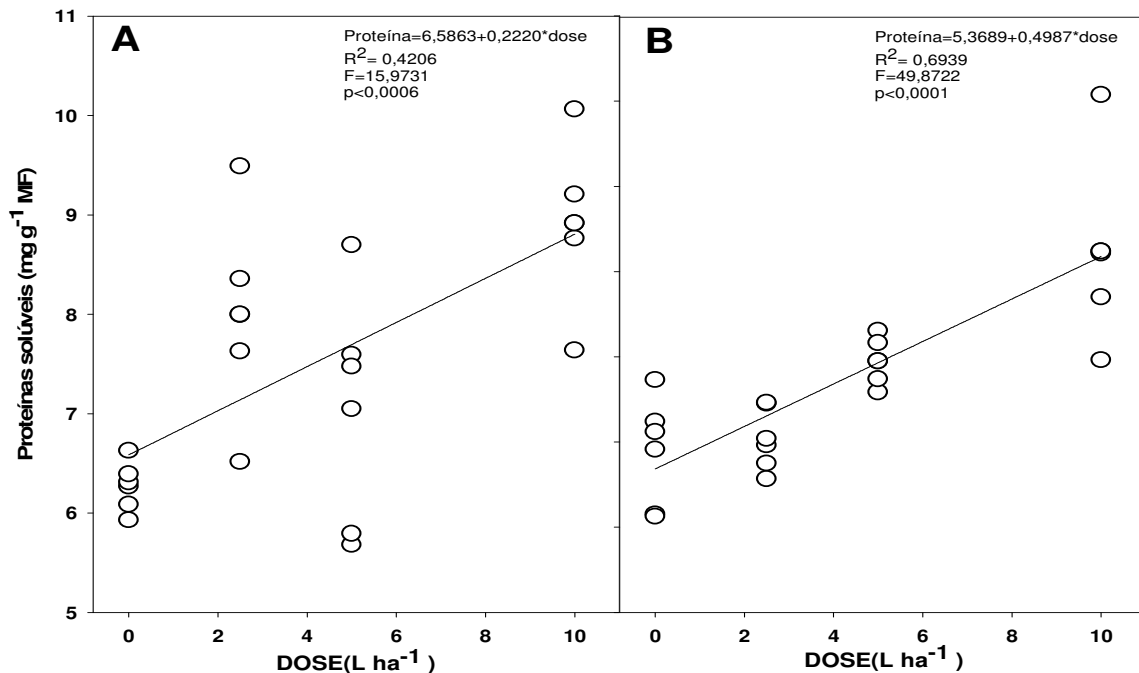 A
Proteína=6,5863+0,2220*dose
R²= 0,4206
F=15,9731
p<0,0006
B
Proteína=5,3689+0,4987*dose
R²= 0,6939
F=49,8722
p<0,0001
Proteínas solúveis (mg g⁻¹ MF)
11
10
9
8
7
6
5
0 2 4 6 8 10
0 2 4 6 8 10
DOSE(L ha⁻¹ )
DOSE(L ha⁻¹ )